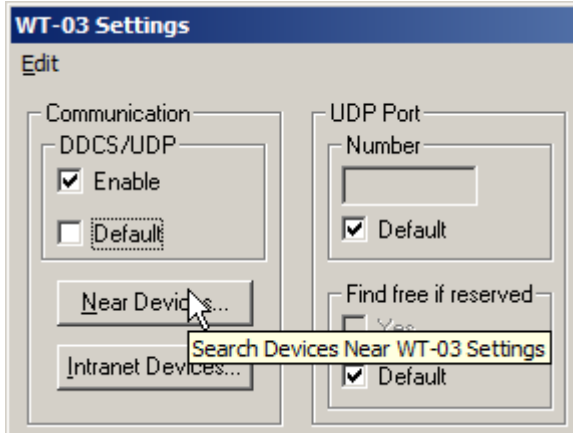 WT-03 Settings
Edit
Communication
DDCS/UDP
Enable
Default
Near Devices...
Intranet Devices...
UDP Port
Number
Default
Find free if reserved
Yes
Search Devices Near WT-03 Settings
Default